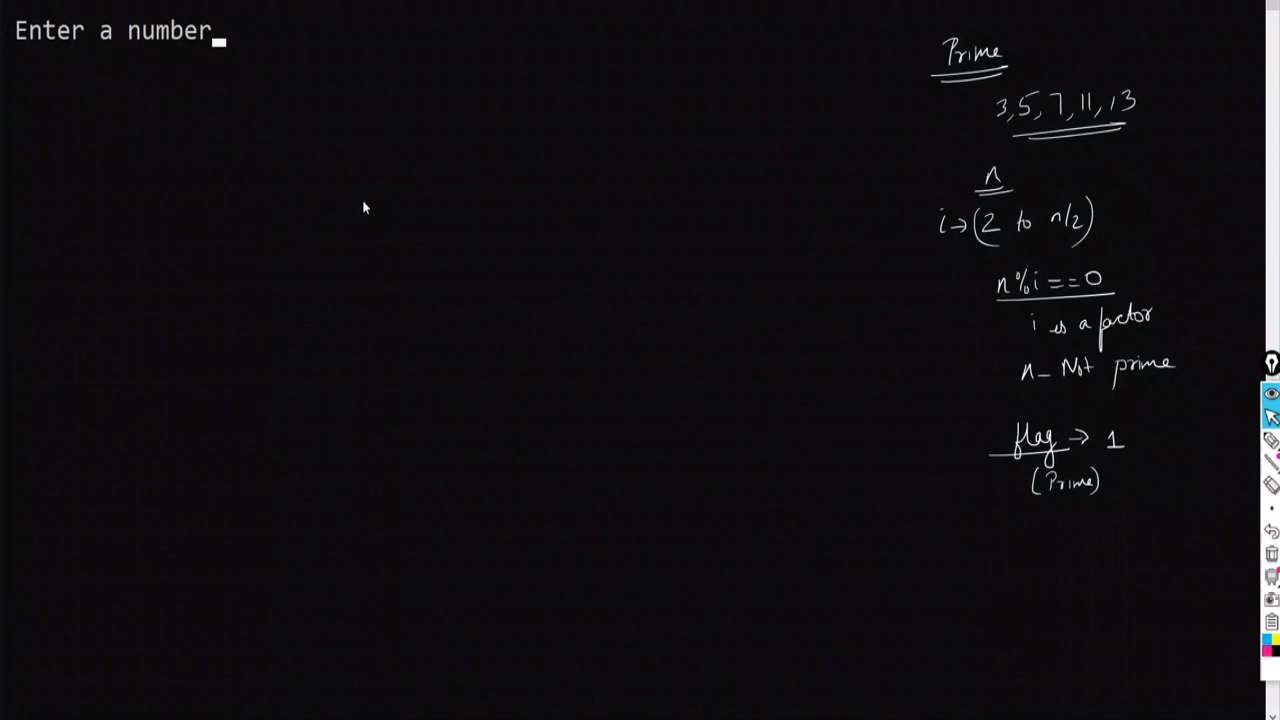 Enter a number
Prime
3,5,7,11,13
n
i→(2 to n/2)
n%i==0
i is a factor
n- Not prime
flag → 1
(Prime)